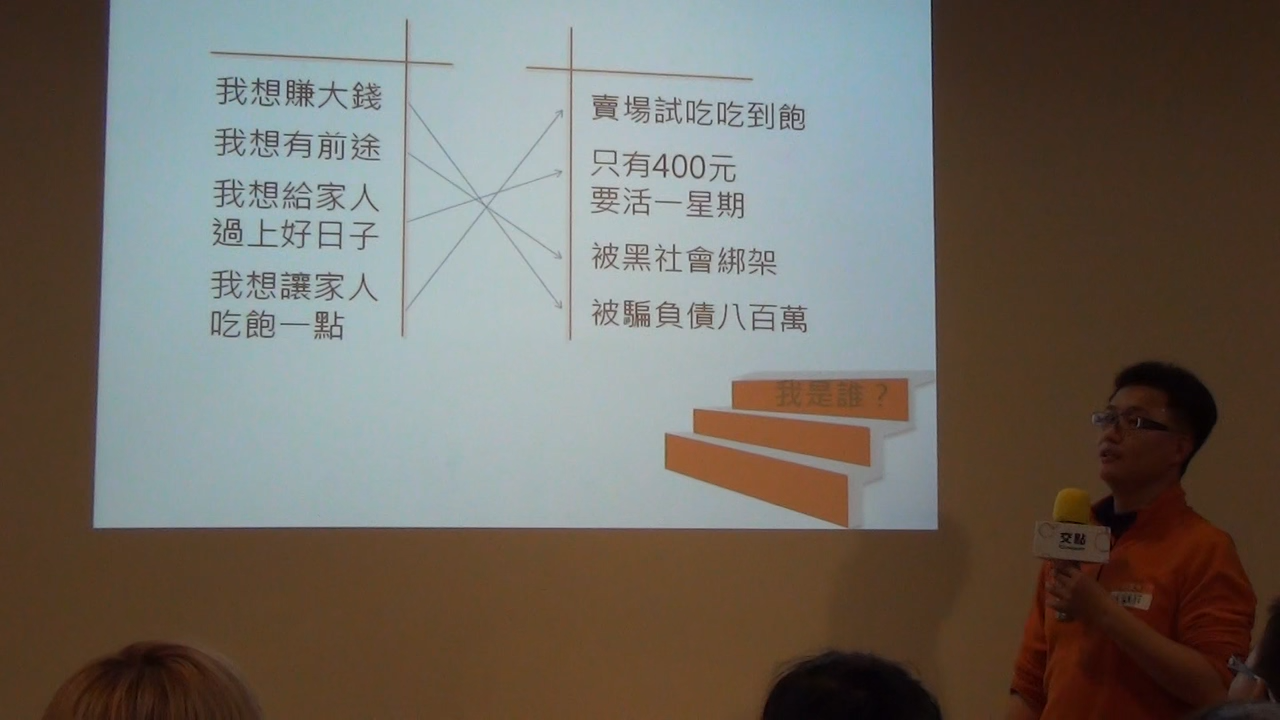 我想賺大錢
我想有前途
我想給家人
過上好日子
我想讓家人
吃飽一點
賣場試吃吃到飽
只有400元
要活一星期
被黑社會綁架
被騙負債八百萬
我是誰？
交點